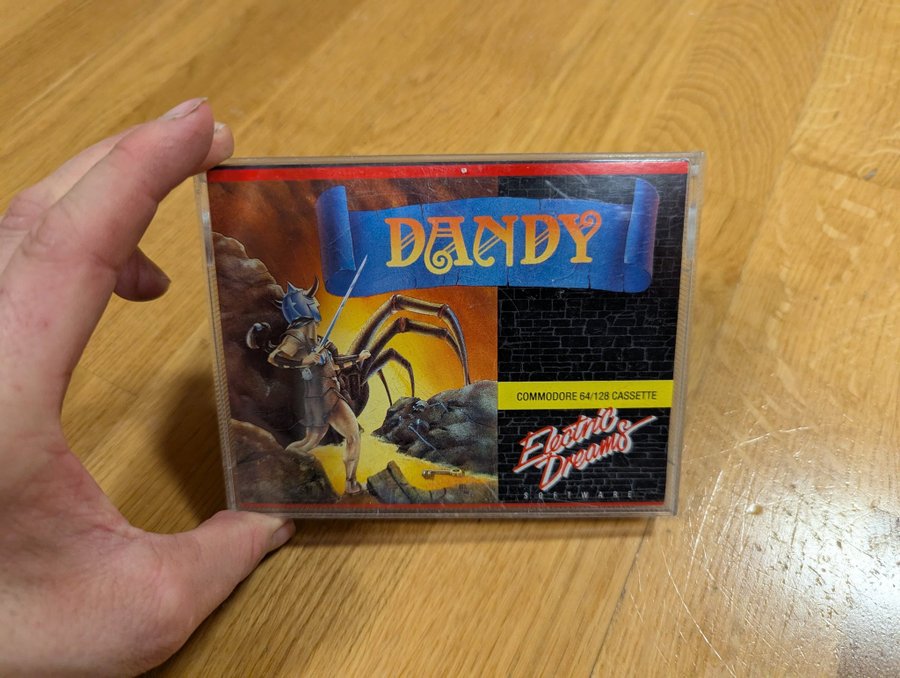 DANDY
COMMODORE 64/128 CASSETTE
Electric
Dreams
SOFTWARE